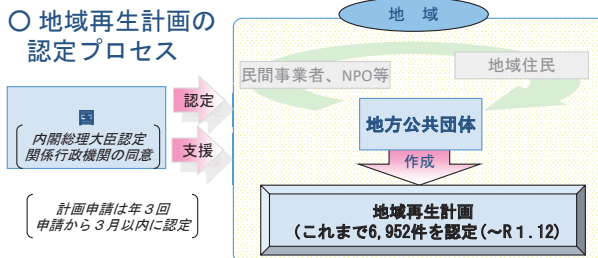 〇 地域再生計画の
認定プロセス
地　域
民間事業者、NPO等
地域住民
国
内閣総理大臣認定
関係行政機関の同意
認定
支援
地方公共団体
作成
計画申請は年３回
申請から３月以内に認定
地域再生計画
(これまで6,952件を認定(～R１.12)